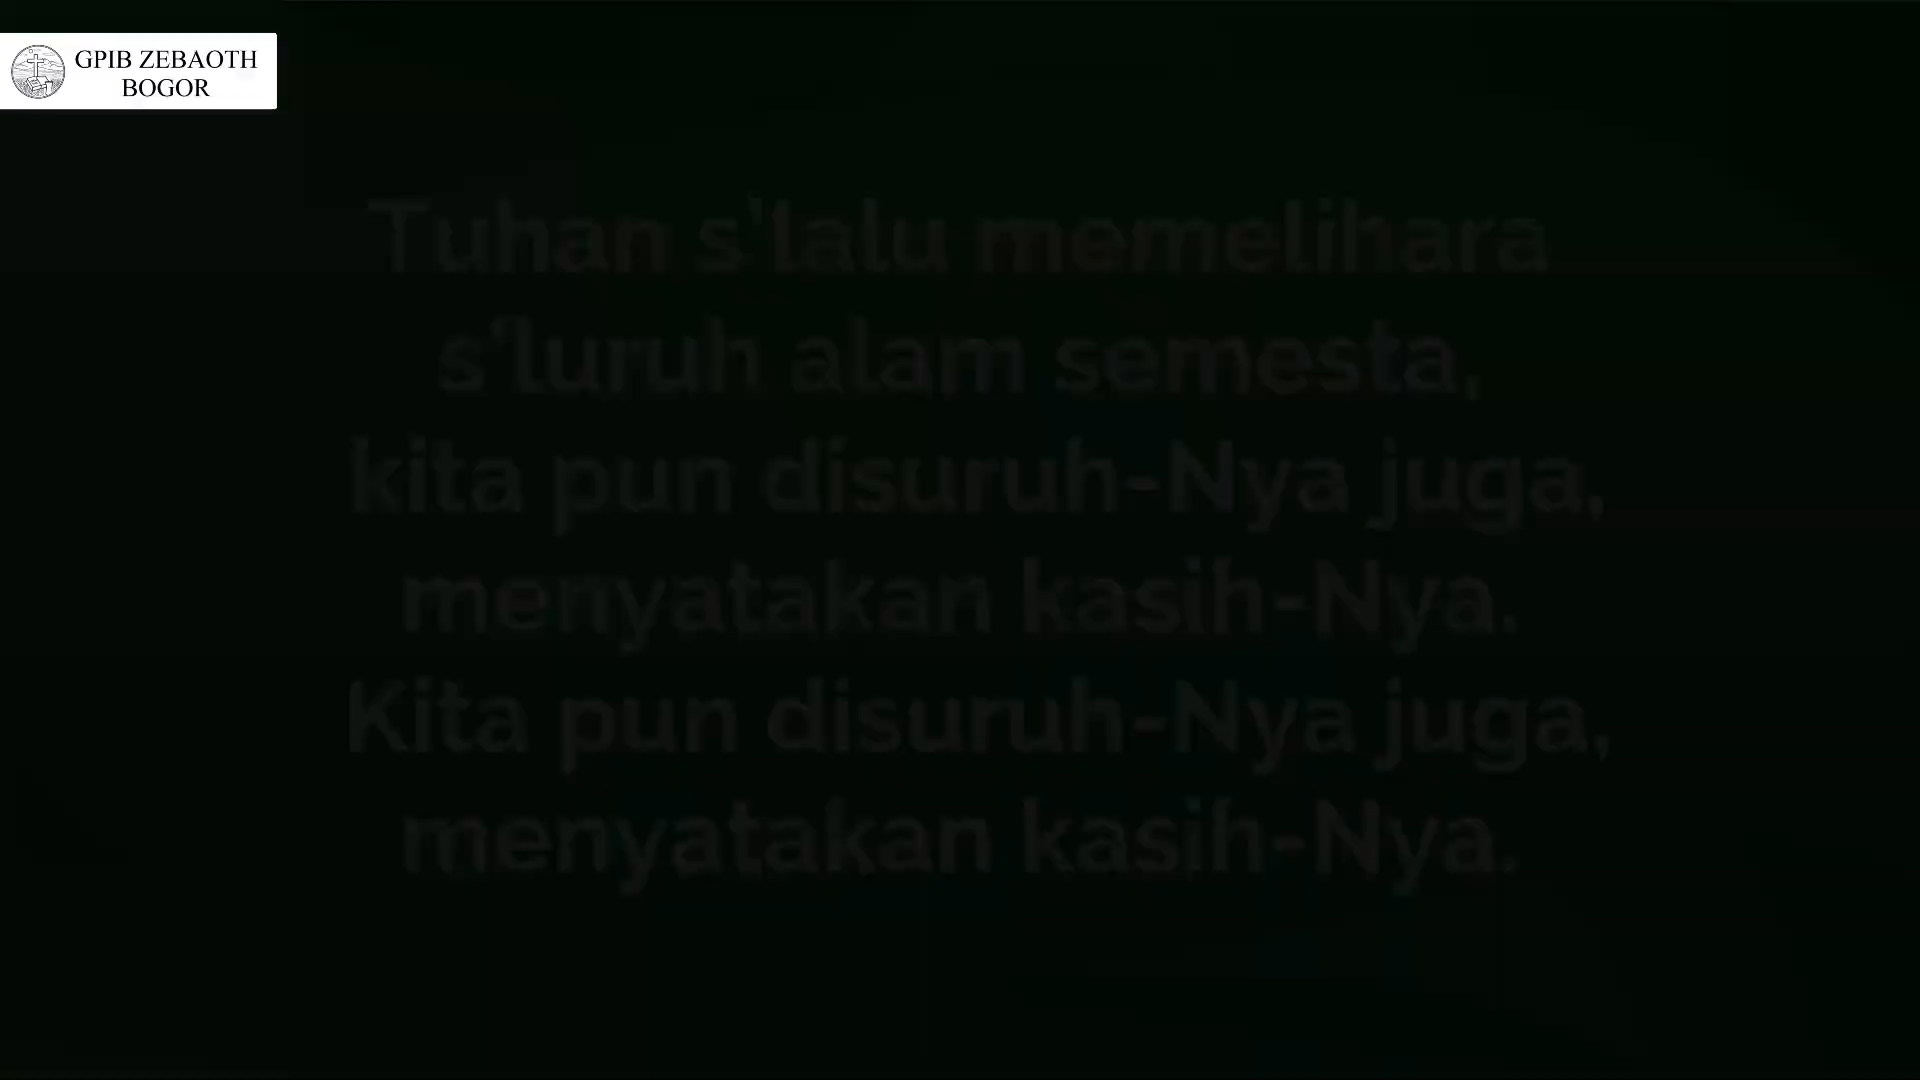 GPIB ZEBAOTH
BOGOR
Tuhan s'lalu memelihara
s'luruh alam semesta,
kita pun disuruh-Nya juga,
menyatakan kasih-Nya.
Kita pun disuruh-Nya juga,
menyatakan kasih-Nya.